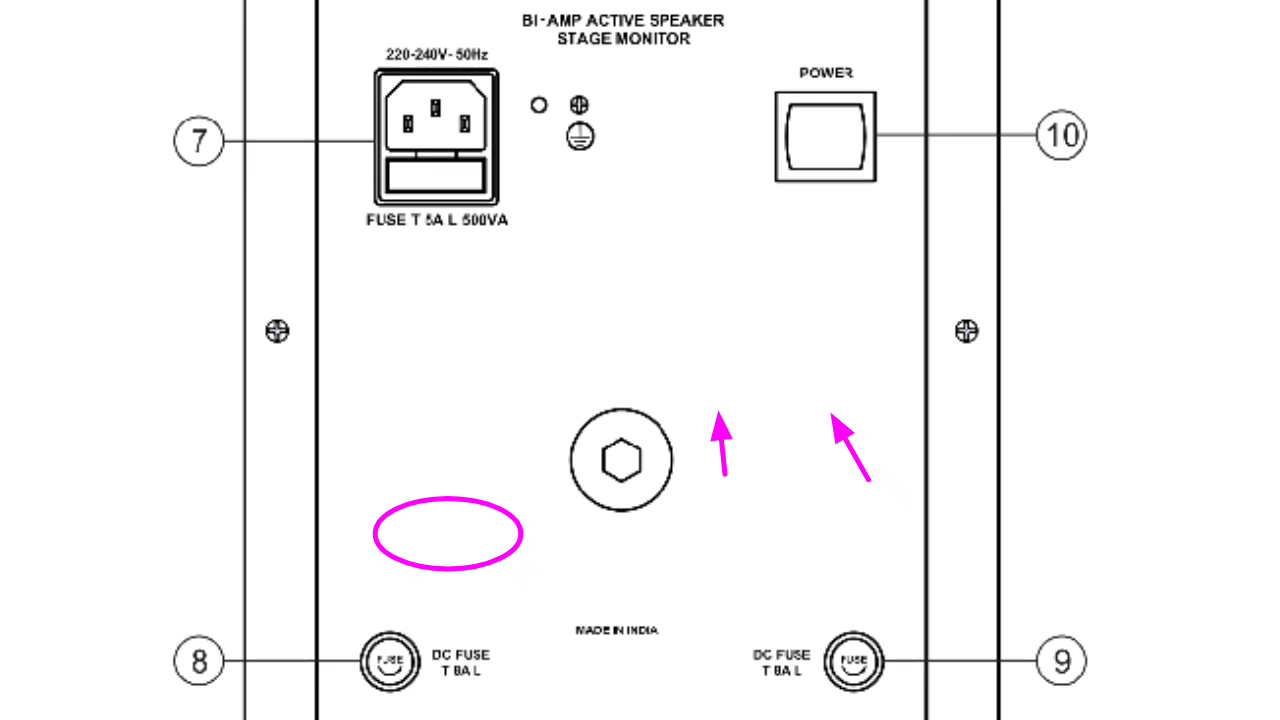 BI-AMP ACTIVE SPEAKER
STAGE MONITOR
220-240V- 50Hz
POWER
7
10
FUSE T 5A L 500VA
MADE IN INDIA
8
FUSE
DC FUSE
T 8A L
DC FUSE
T 8A L
FUSE
9